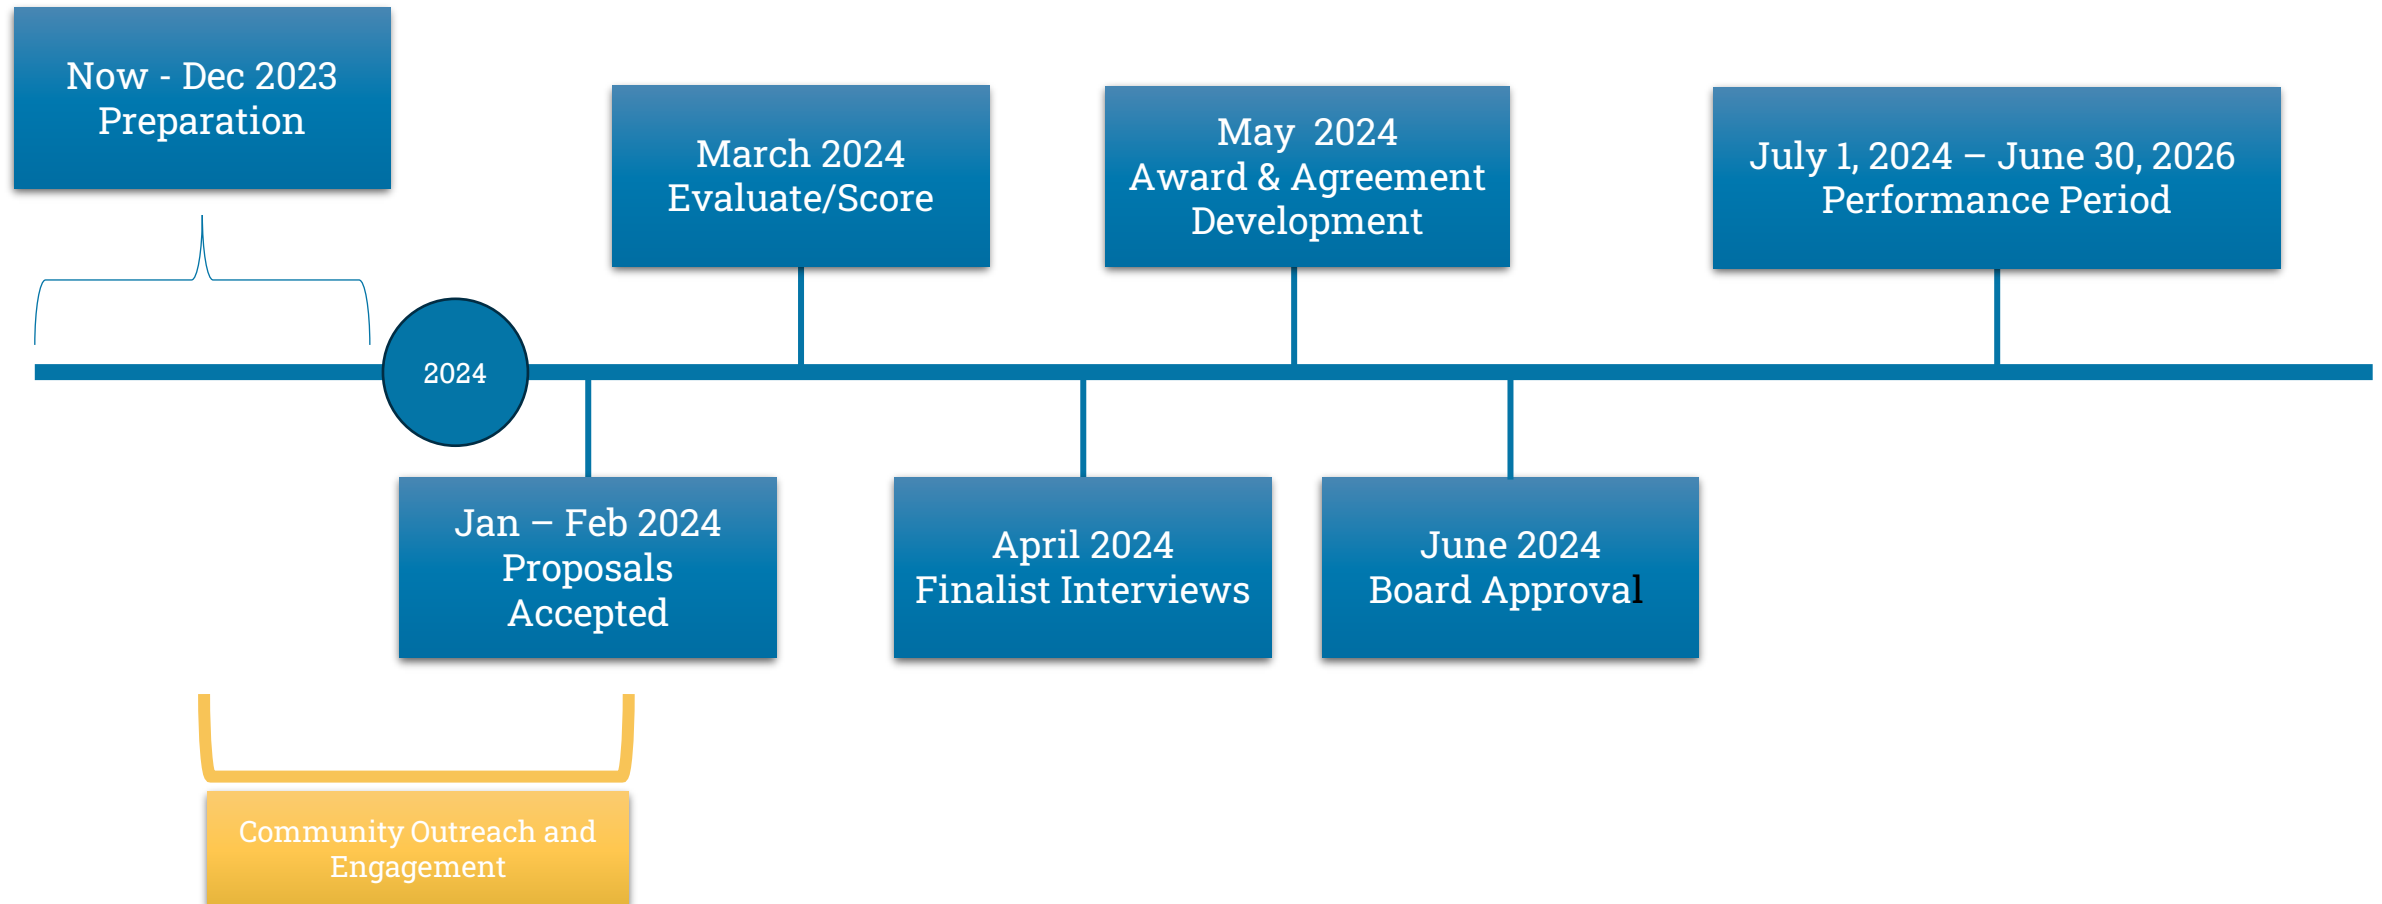 Now - Dec 2023
Preparation
March 2024
Evaluate/Score
May  2024
Award & Agreement
Development
July 1, 2024 – June 30, 2026
Performance Period
2024
Jan – Feb 2024
Proposals
Accepted
April 2024
Finalist Interviews
June 2024
Board Approval
Community Outreach and
Engagement